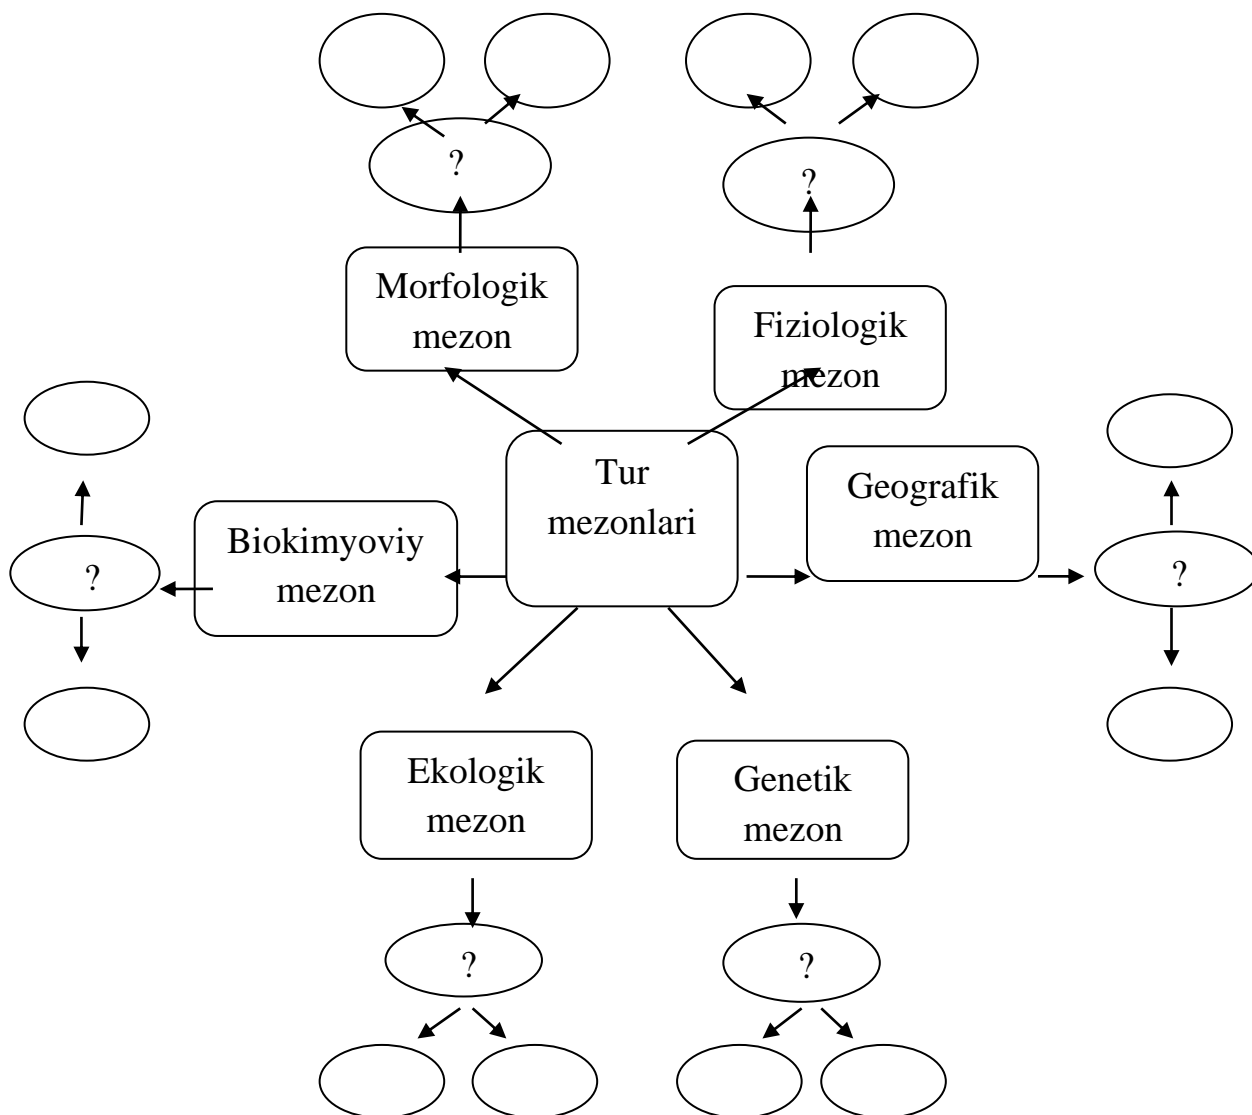 ?
?
Morfologik
mezon
Fiziologik
mezon
Tur
mezonlari
Geografik
mezon
Biokimyoviy
mezon
?
?
Ekologik
mezon
Genetik
mezon
?
?